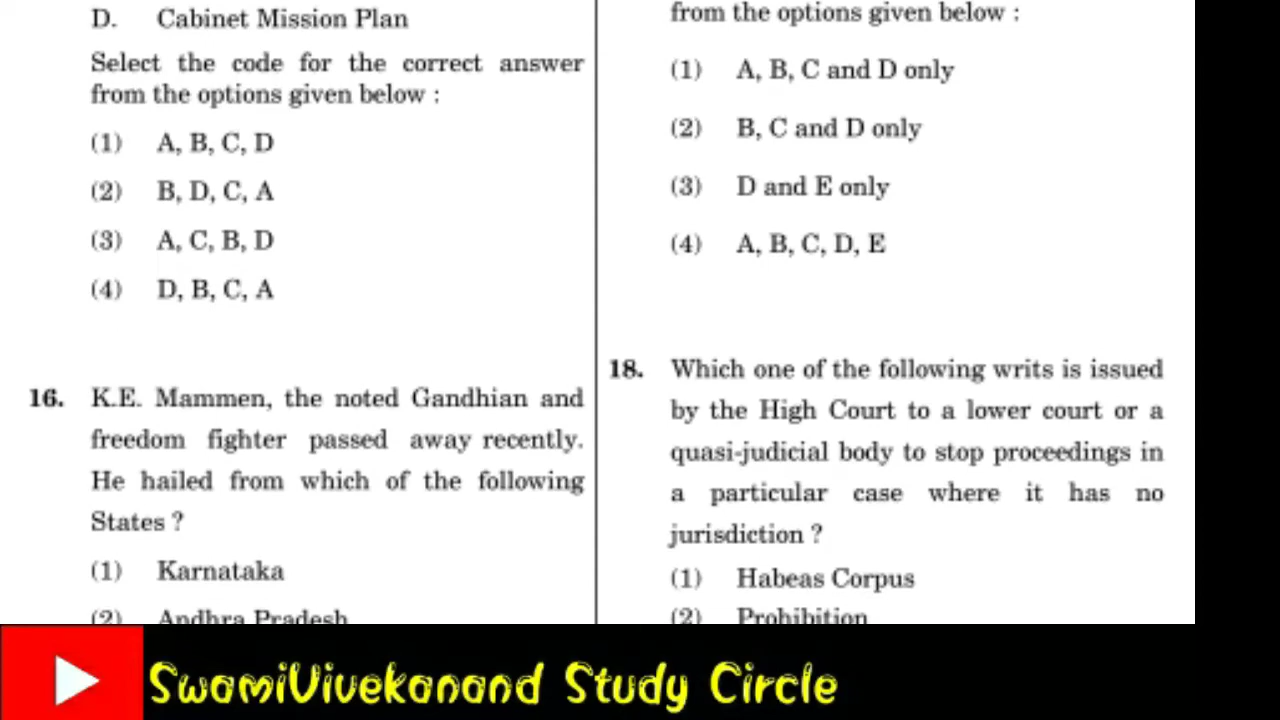 D. Cabinet Mission Plan
Select the code for the correct answer
from the options given below :
(1) A, B, C, D
(2) B, D, C, A
(3) A, C, B, D
(4) D, B, C, A
16. K.E. Mammen, the noted Gandhian and
freedom fighter passed away recently.
He hailed from which of the following
States ?
(1) Karnataka
(2) Andhra Pradesh
from the options given below :
(1) A, B, C and D only
(2) B, C and D only
(3) D and E only
(4) A, B, C, D, E
18. Which one of the following writs is issued
by the High Court to a lower court or a
quasi-judicial body to stop proceedings in
a particular case where it has no
jurisdiction ?
(1) Habeas Corpus
(2) Prohibition
SwamiVivekanand Study Circle